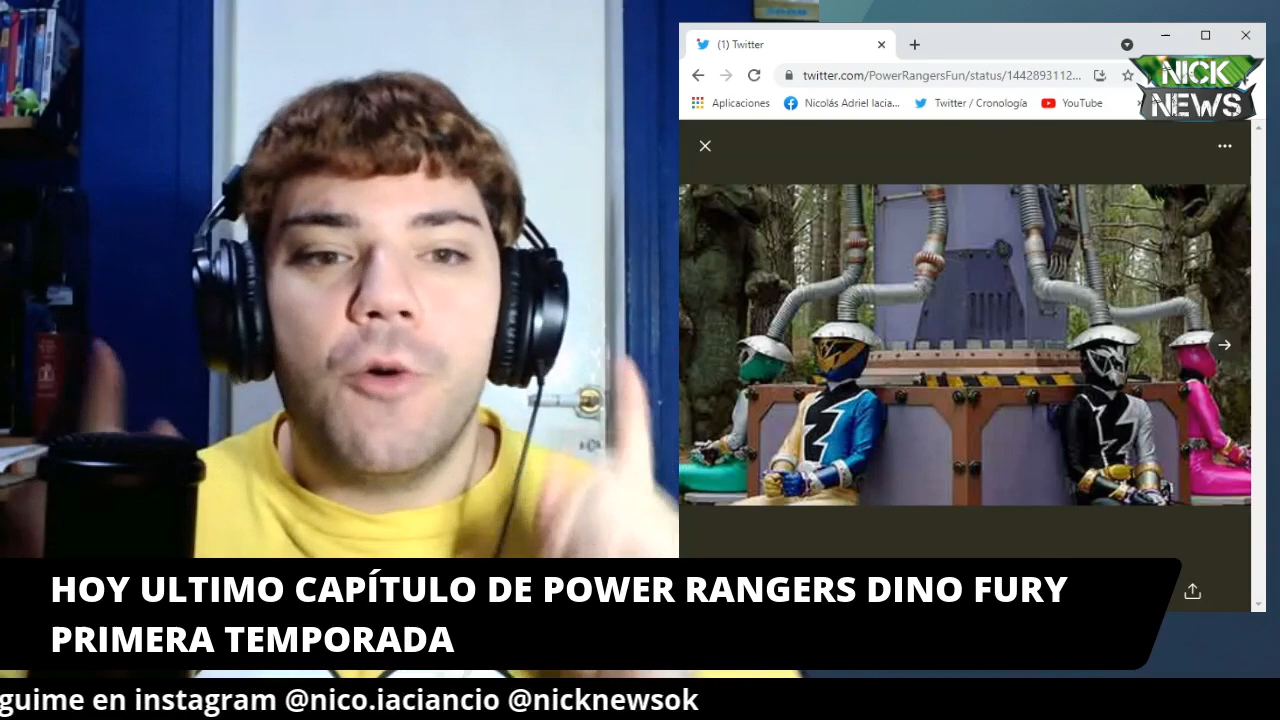 (1) Twitter
twitter.com/PowerRangersFun/status/1442893112...
Aplicaciones
Nicolás Adriel Iacia...
Twitter / Cronología
YouTube
NICK
NEWS
HOY ULTIMO CAPÍTULO DE POWER RANGERS DINO FURY
PRIMERA TEMPORADA
guime en instagram @nico.iaciancio @nicknewsok